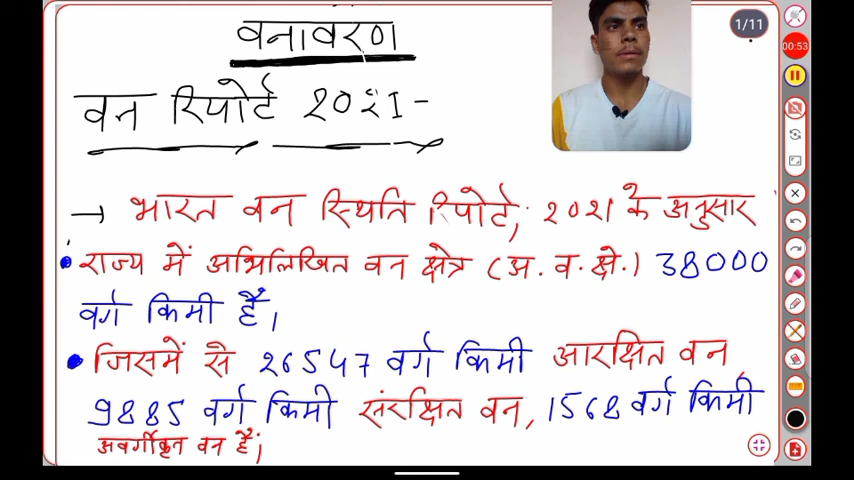 1/11
00:53
वनावरण
वन रिपोर्ट 2021-
→ भारत वन स्थिति रिपोर्ट, 2021 के अनुसार
• राज्य में अभिलिखित वन क्षेत्र (अ. व. क्षे.) 38000
वर्ग किमी है।
• जिसमें से 26547 वर्ग किमी आरक्षित वन,
9885 वर्ग किमी संरक्षित वन, 1568 वर्ग किमी
अवर्गीकृत वन है।